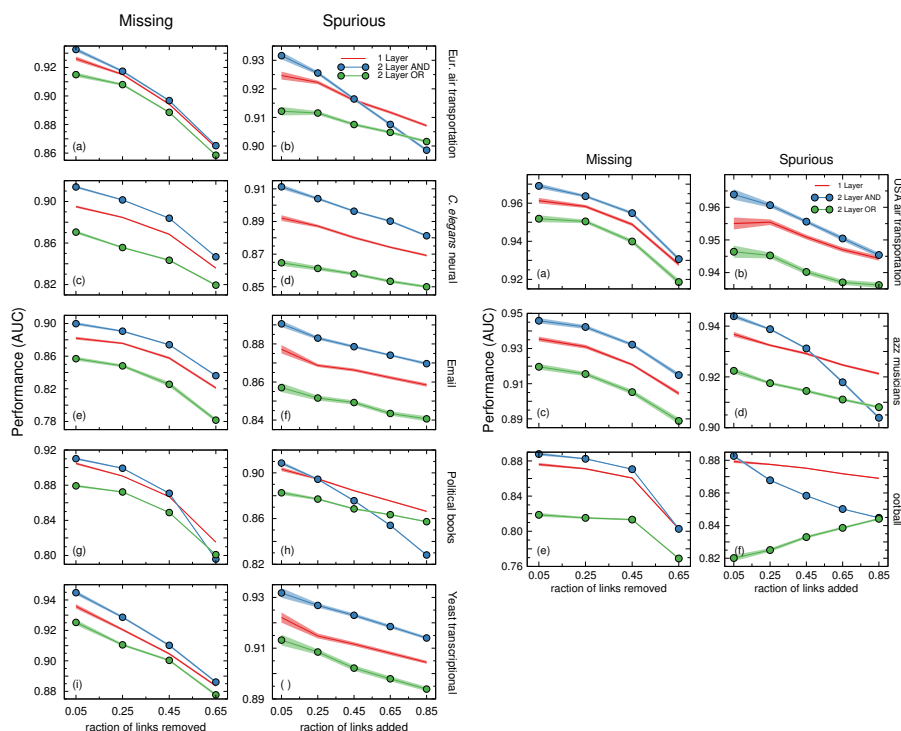 Missing
Spurious
0.92
0.90
0.88
0.86
(a)
0.93
0.92
0.91
0.90
(b)
1 Layer
2 Layer AND
2 Layer OR
Eur. air transportation
0.90
0.86
0.82
(c)
0.91
0.89
0.87
0.85
(d)
C. elegans neural
Performance (AUC)
0.90
0.86
0.82
0.78
(e)
0.90
0.88
0.86
0.84
(f)
Email
0.92
0.88
0.84
0.80
(g)
0.90
0.86
0.82
(h)
Political books
0.94
0.92
0.90
0.88
(i)
0.93
0.91
0.89
( )
Yeast transcriptional
0.05 0.25 0.45 0.65
raction of links removed
0.05 0.25 0.45 0.65 0.85
raction of links added
Missing
Spurious
0.98
0.96
0.94
0.92
(a)
0.96
0.95
0.94
(b)
1 Layer
2 Layer AND
2 Layer OR
USA air transportation
Performance (AUC)
0.95
0.93
0.91
0.89
(c)
0.94
0.92
0.90
(d)
azz musicians
0.88
0.84
0.80
0.76
(e)
0.88
0.86
0.84
0.82
(f)
ootball
0.05 0.25 0.45 0.65
raction of links removed
0.05 0.25 0.45 0.65 0.85
raction of links added